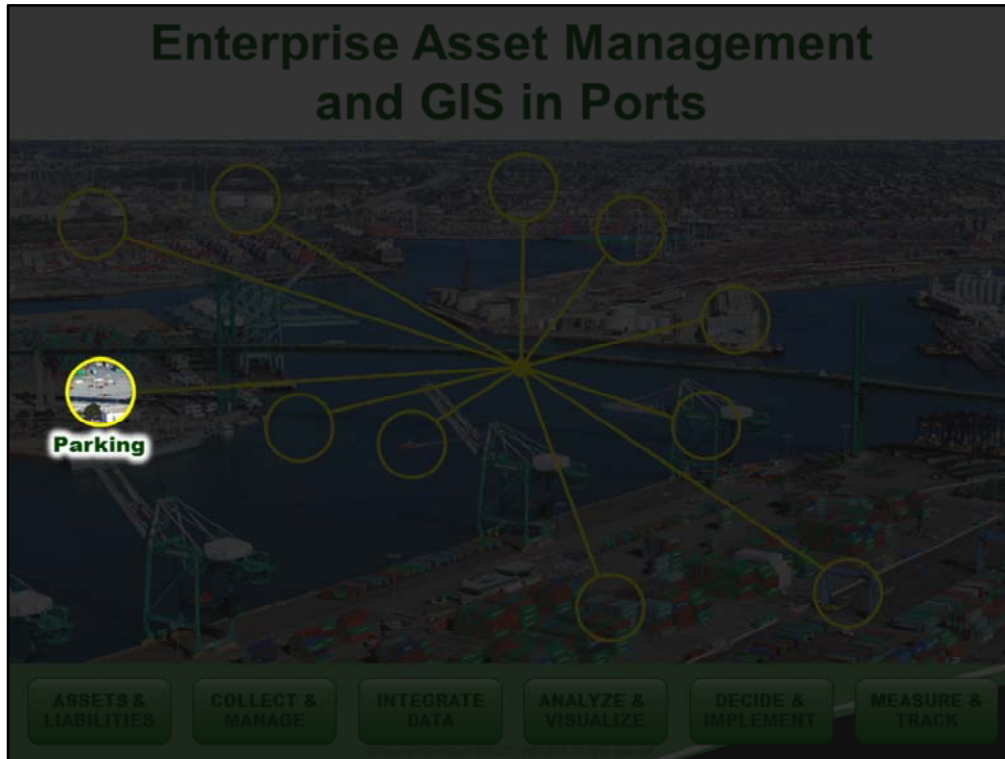 Enterprise Asset Management
and GIS in Ports
Parking
ASSETS &
LIABILITIES
COLLECT &
MANAGE
INTEGRATE
DATA
ANALYZE &
VISUALIZE
DECIDE &
IMPLEMENT
MEASURE &
TRACK